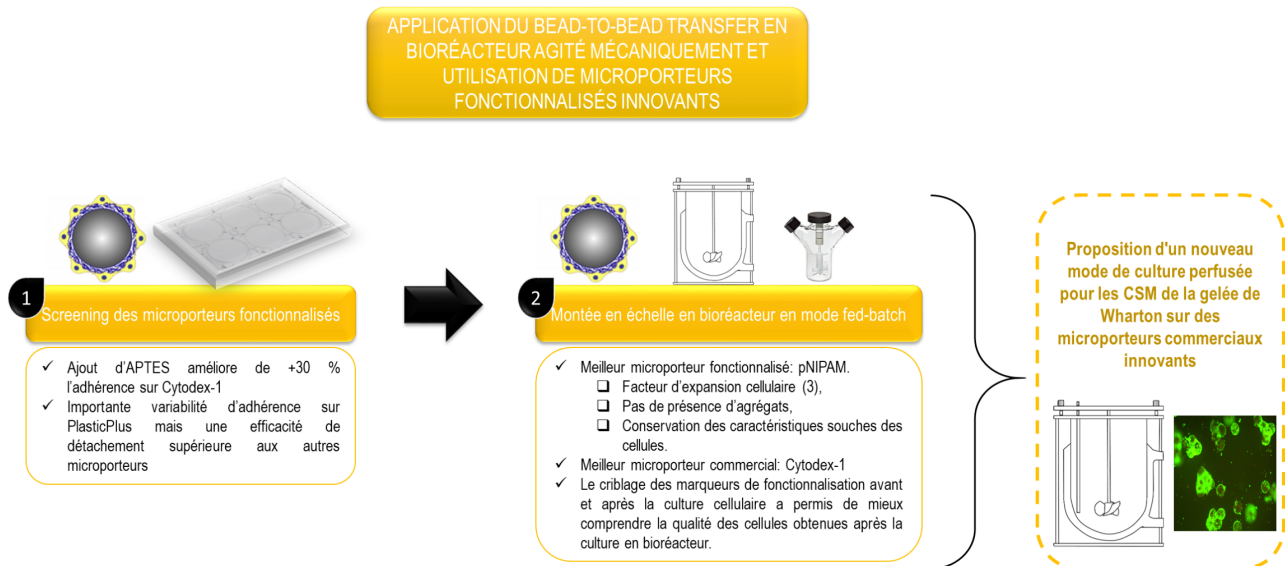 APPLICATION DU BEAD-TO-BEAD TRANSFER EN
BIORÉACTEUR AGITÉ MÉCANIQUEMENT ET
UTILISATION DE MICROPORTEURS
FONCTIONNALISÉS INNOVANTS
1
Screening des microporteurs fonctionnalisés
✓ Ajout d'APTES améliore de +30 %
l'adhérence sur Cytodex-1
✓ Importante variabilité d'adhérence sur
PlasticPlus mais une efficacité de
détachement supérieure aux autres
microporteurs
2
Montée en échelle en bioréacteur en mode fed-batch
✓ Meilleur microporteur fonctionnalisé: pNIPAM.
❑ Facteur d'expansion cellulaire (3),
❑ Pas de présence d'agrégats,
❑ Conservation des caractéristiques souches des
cellules.
✓ Meilleur microporteur commercial: Cytodex-1
✓ Le criblage des marqueurs de fonctionnalisation avant
et après la culture cellulaire a permis de mieux
comprendre la qualité des cellules obtenues après la
culture en bioréacteur.
Proposition d'un nouveau
mode de culture perfusée
pour les CSM de la gelée de
Wharton sur des
microporteurs commerciaux
innovants